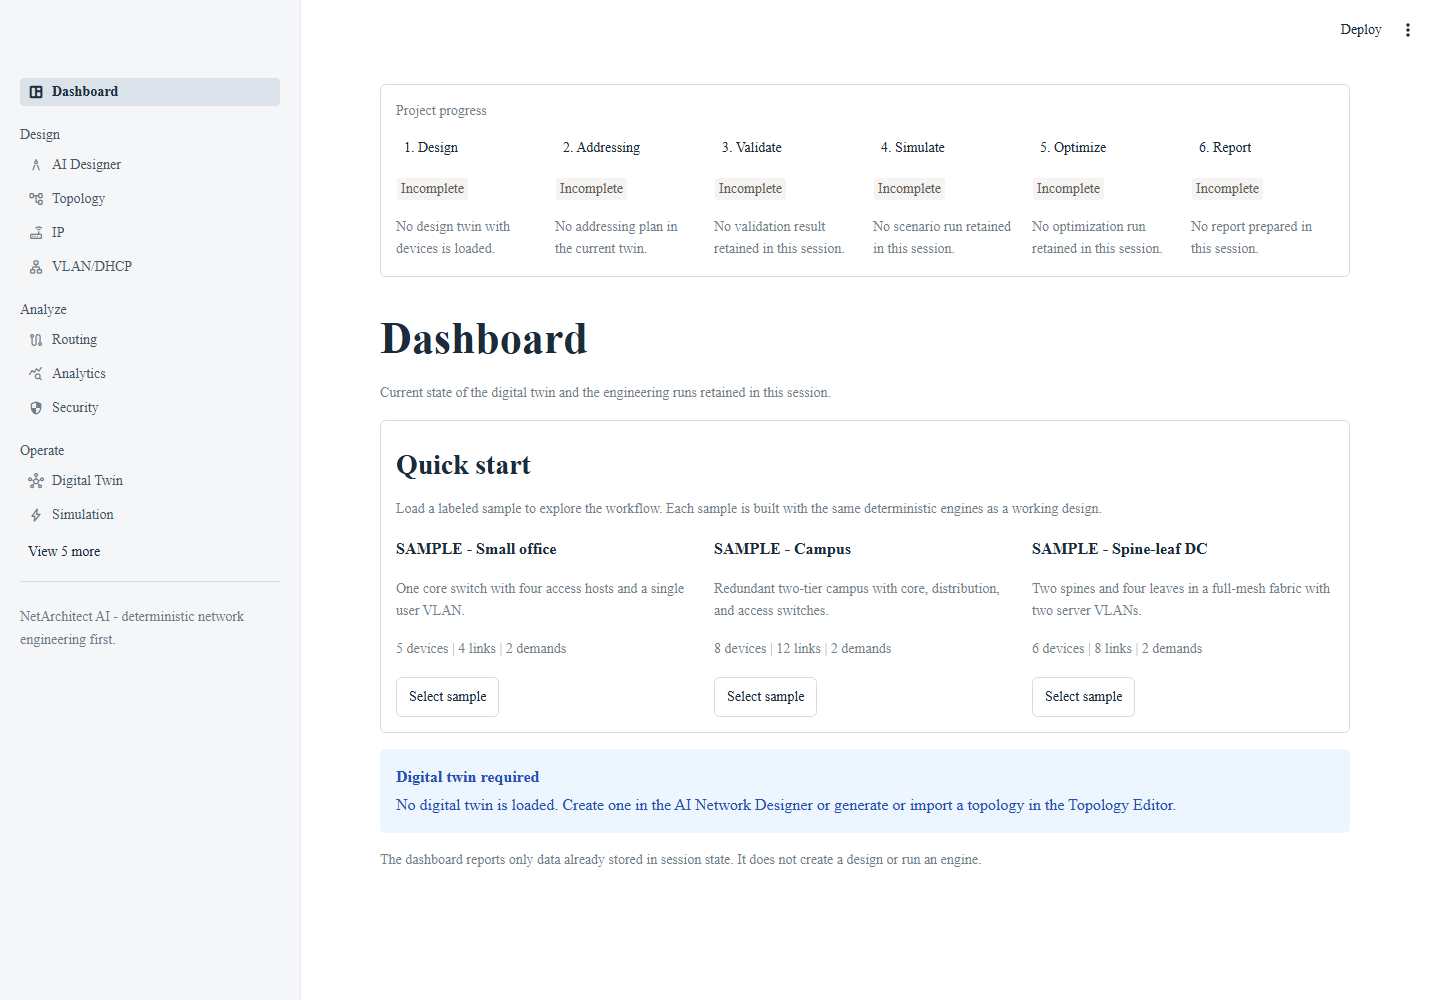 Deploy
Dashboard
Design
AI Designer
Topology
IP
VLAN/DHCP
Analyze
Routing
Analytics
Security
Operate
Digital Twin
Simulation
View 5 more
NetArchitect AI - deterministic network
engineering first.
Project progress
1. Design
Incomplete
No design twin with
devices is loaded.
2. Addressing
Incomplete
No addressing plan in
the current twin.
3. Validate
Incomplete
No validation result
retained in this session.
4. Simulate
Incomplete
No scenario run retained
in this session.
5. Optimize
Incomplete
No optimization run
retained in this session.
6. Report
Incomplete
No report prepared in
this session.
Dashboard
Current state of the digital twin and the engineering runs retained in this session.
Quick start
Load a labeled sample to explore the workflow. Each sample is built with the same deterministic engines as a working design.
SAMPLE - Small office
One core switch with four access hosts and a single
user VLAN.
5 devices | 4 links | 2 demands
Select sample
SAMPLE - Campus
Redundant two-tier campus with core, distribution,
and access switches.
8 devices | 12 links | 2 demands
Select sample
SAMPLE - Spine-leaf DC
Two spines and four leaves in a full-mesh fabric with
two server VLANs.
6 devices | 8 links | 2 demands
Select sample
Digital twin required
No digital twin is loaded. Create one in the AI Network Designer or generate or import a topology in the Topology Editor.
The dashboard reports only data already stored in session state. It does not create a design or run an engine.